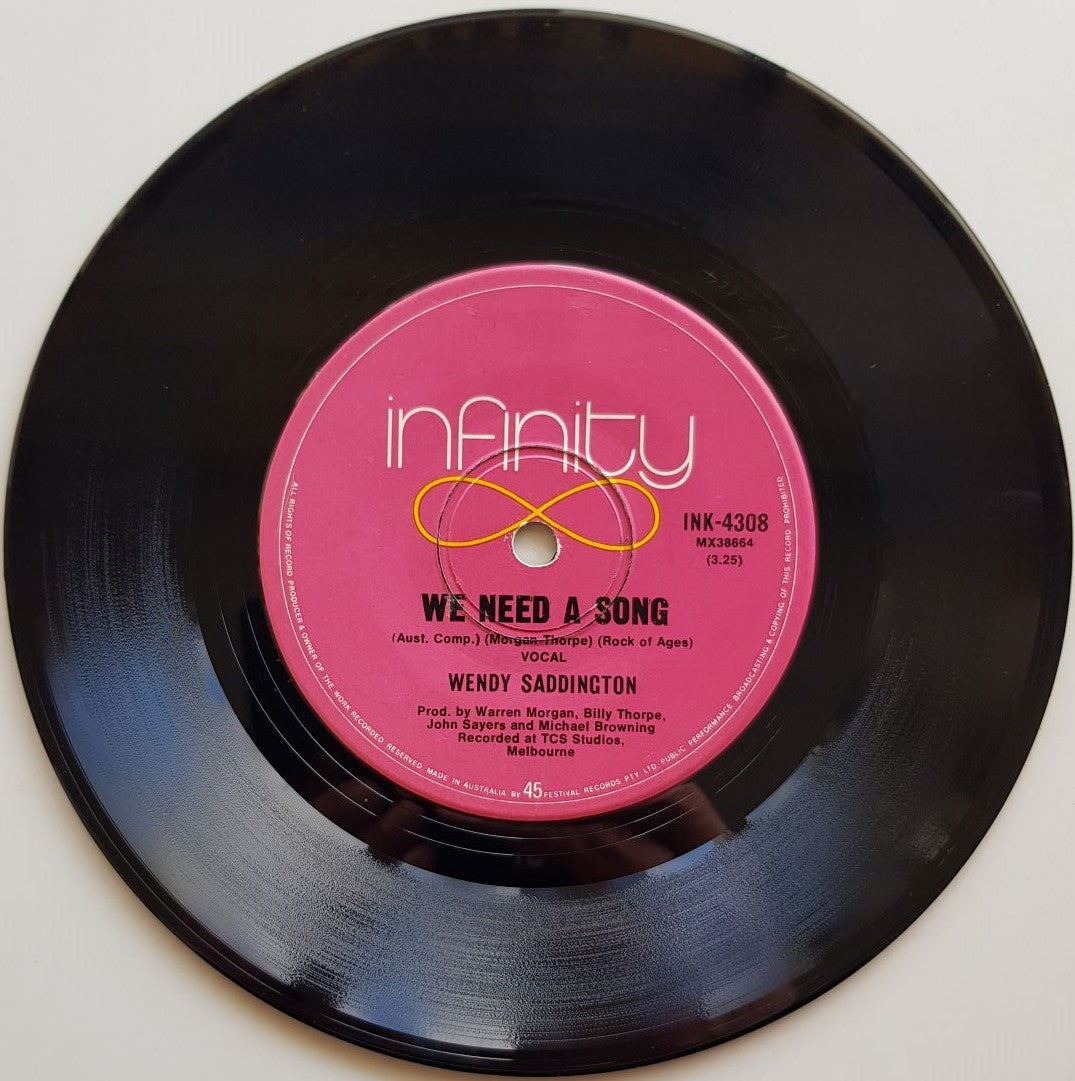 infinity
INK-4308
MX38664
(3.25)
WE NEED A SONG
(Aust. Comp.) (Morgan-Thorpe) (Rock of Ages)
VOCAL
WENDY SADDINGTON
Prod. by Warren Morgan, Billy Thorpe,
John Sayers and Michael Browning
Recorded at TCS Studios,
Melbourne
ALL RIGHTS OF RECORD PRODUCER & OWNER OF THE WORK RECORDED RESERVED MADE IN AUSTRALIA BY 45 FESTIVAL RECORDS PTY LTD PUBLIC PERFORMANCE BROADCASTING & COPYING OF THIS RECORD PROHIBITED